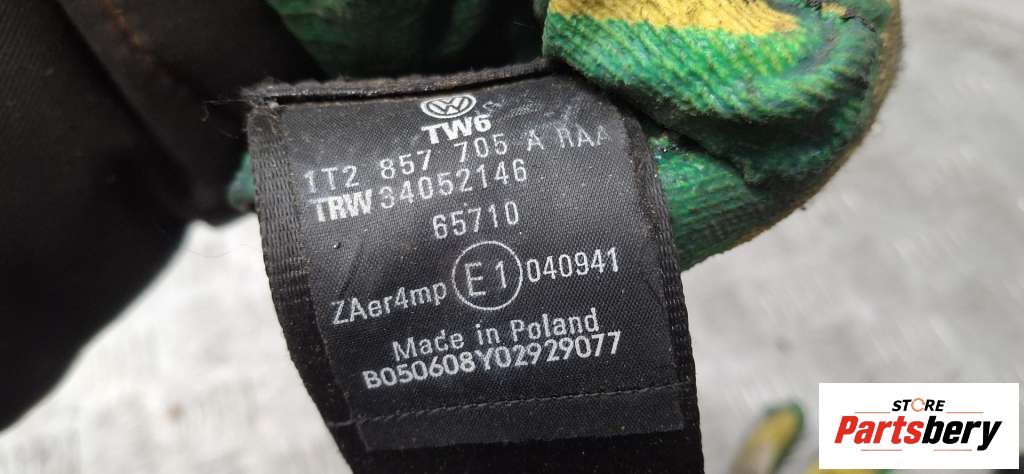 TW6
1T2 857 705 A RAA
TRW 34052146
65710
ZAer4mp E1 040941
Made in Poland
B050608Y02929077
STORE
Partsbery